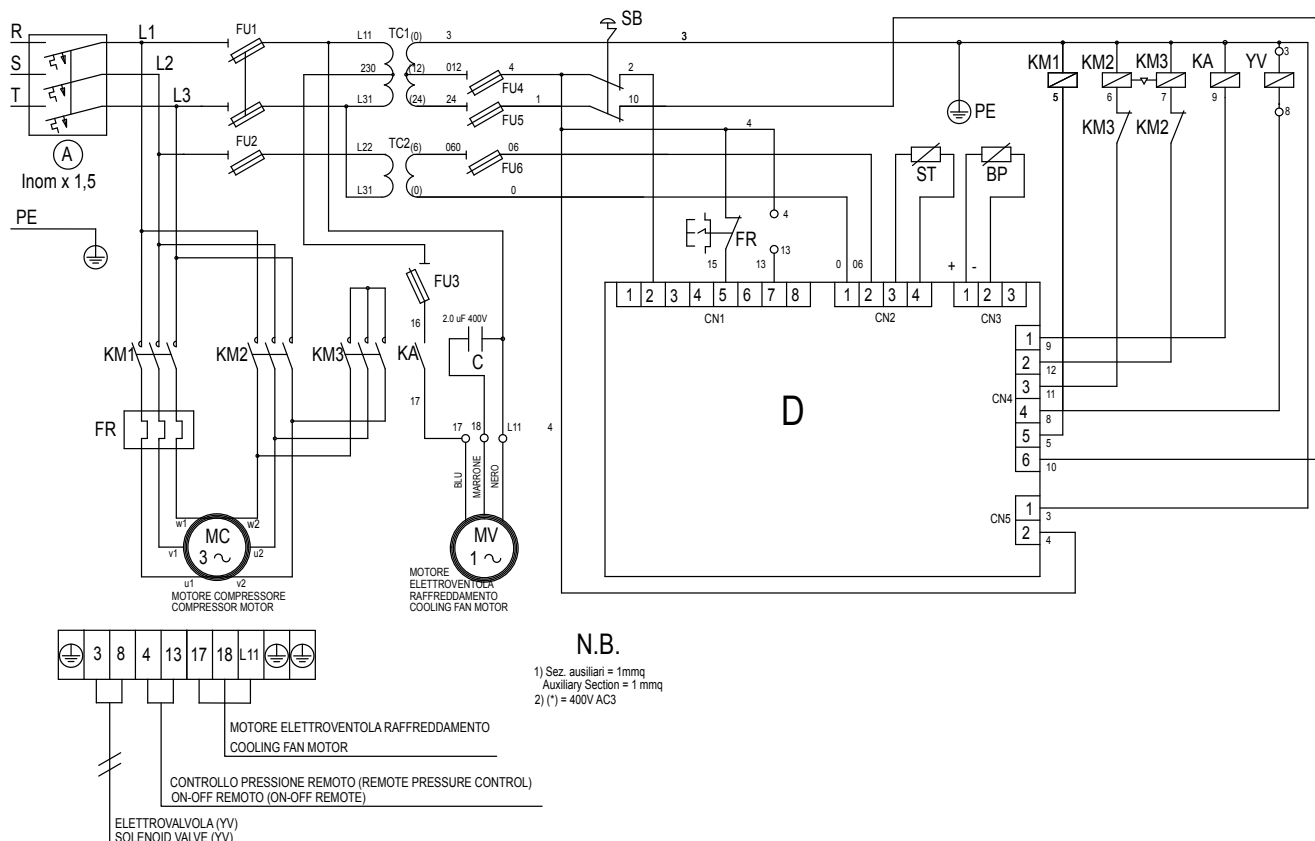 R
S
T
L1
L2
L3
A
Inom x 1,5
PE
FU1
FU2
L11
230
L31
L22
L31
TC1
(0)
(12)
(24)
TC2
(6)
(0)
3
012
4
24
1
060
06
0
FU4
FU5
FU6
SB
2
10
3
4
PE
KM1
KM2
KM3
KA
YV
5
6
7
9
3
8
KM3
KM2
ST
BP
FR
4
13
15
13
0
06
+
-
1 2 3 4 5 6 7 8
CN1
1 2 3 4
CN2
1 2 3
CN3
D
CN4
1
9
2
12
3
11
4
8
5
5
6
10
CN5
1
3
2
4
FU3
16
KA
17
2.0 uF 400V
C
17
18
L11
4
BLU
MARRONE
NERO
MV
1 ~
MOTORE
ELETTROVENTOLA
RAFFREDDAMENTO
COOLING FAN MOTOR
KM1
KM2
KM3
FR
w1
w2
v1
u2
u1
v2
MC
3 ~
MOTORE COMPRESSORE
COMPRESSOR MOTOR
3 8 4 13 17 18 L11
MOTORE ELETTROVENTOLA RAFFREDDAMENTO
COOLING FAN MOTOR
CONTROLLO PRESSIONE REMOTO (REMOTE PRESSURE CONTROL)
ON-OFF REMOTO (ON-OFF REMOTE)
ELETTROVALVOLA (YV)
SOLENOID VALVE (YV)
N.B.
1) Sez. ausiliari = 1mmq
Auxiliary Section = 1 mmq
2) (*) = 400V AC3